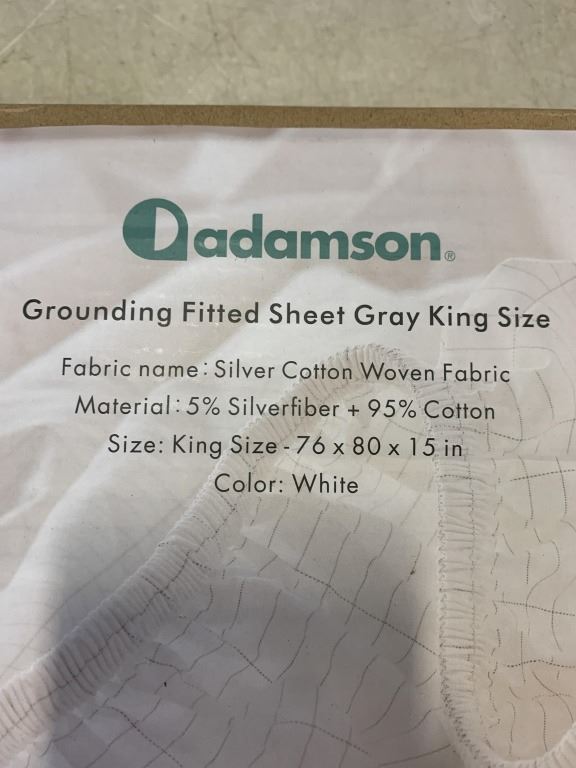 adamson®
Grounding Fitted Sheet Gray King Size
Fabric name: Silver Cotton Woven Fabric
Material: 5% Silverfiber + 95% Cotton
Size: King Size - 76 x 80 x 15 in
Color: White